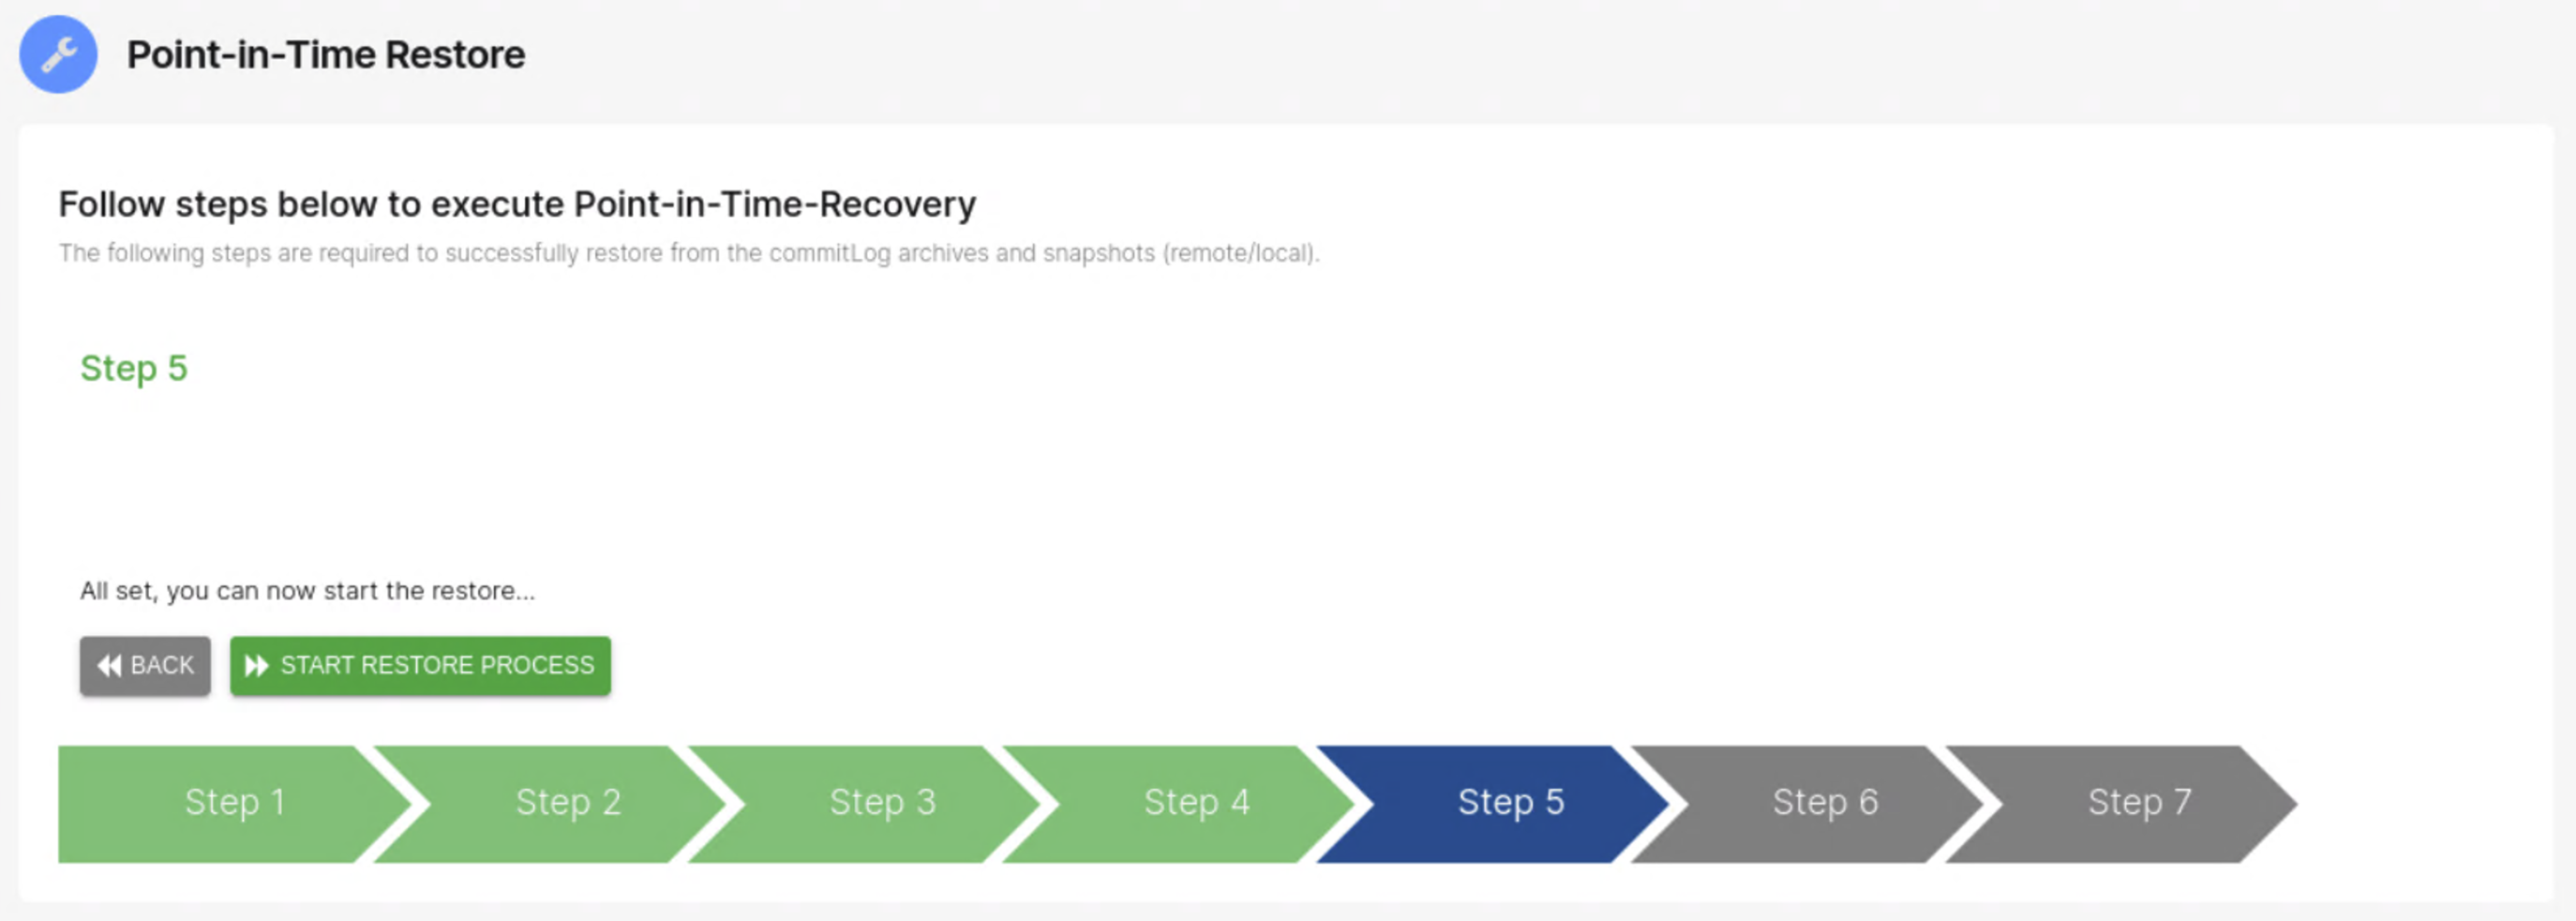 Point-in-Time Restore
Follow steps below to execute Point-in-Time-Recovery
The following steps are required to successfully restore from the commitLog archives and snapshots (remote/local).
Step 5
All set, you can now start the restore...
BACK START RESTORE PROCESS
Step 1 Step 2 Step 3 Step 4 Step 5 Step 6 Step 7